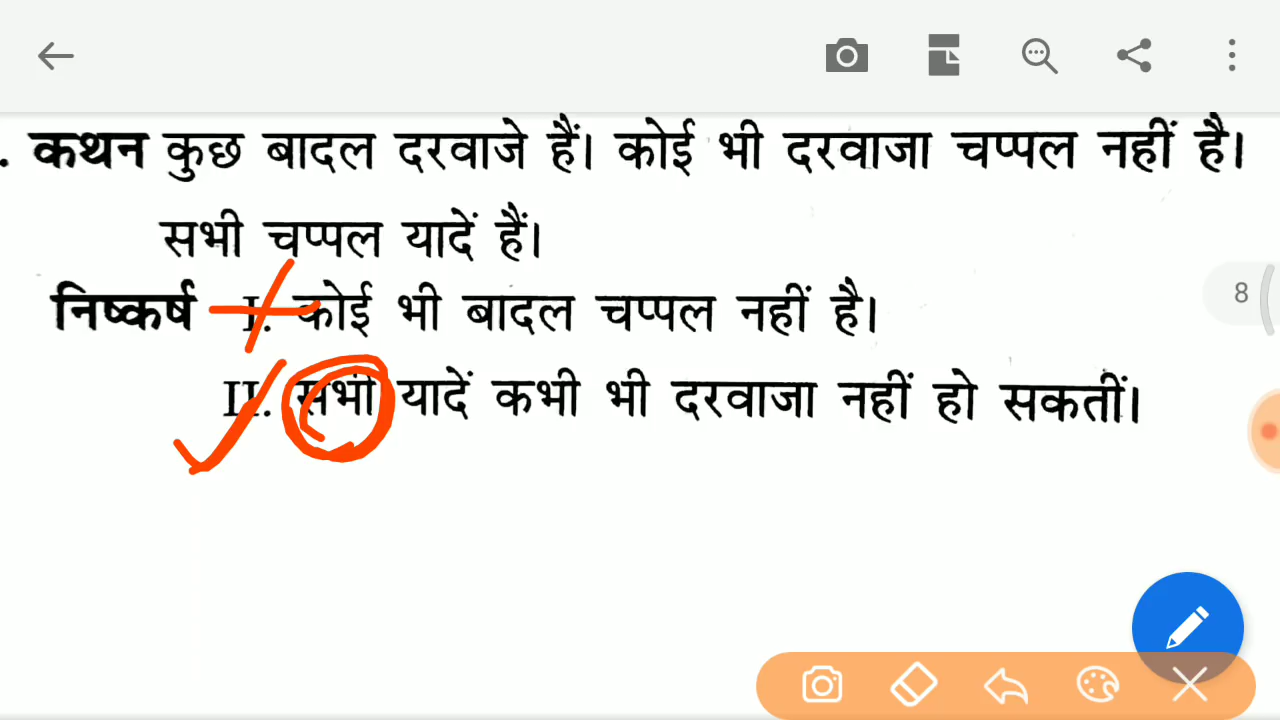 . कथन कुछ बादल दरवाजे हैं। कोई भी दरवाजा चप्पल नहीं है।
सभी चप्पल यादें हैं।
निष्कर्ष I. कोई भी बादल चप्पल नहीं है।
8
II. सभी यादें कभी भी दरवाजा नहीं हो सकतीं।